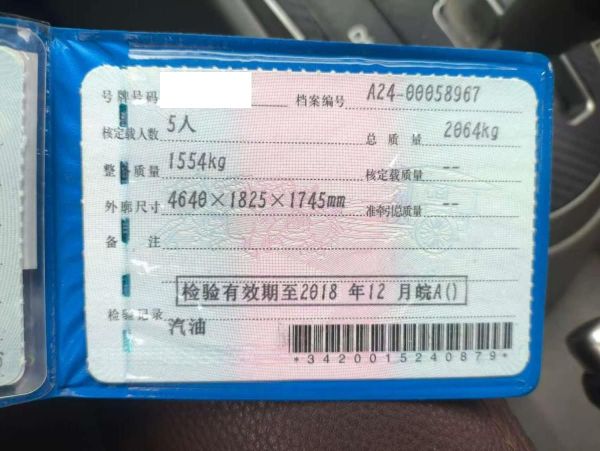 号牌号码 档案编号 A24-00058967
核定载人数 5人 总质量 2064kg
整备质量 1554kg 核定载质量 --
外廓尺寸 4640×1825×1745mm 准牵引总质量 --
备注
检验有效期至2018 年12 月皖A()
检验记录
汽油
*3420015240879*